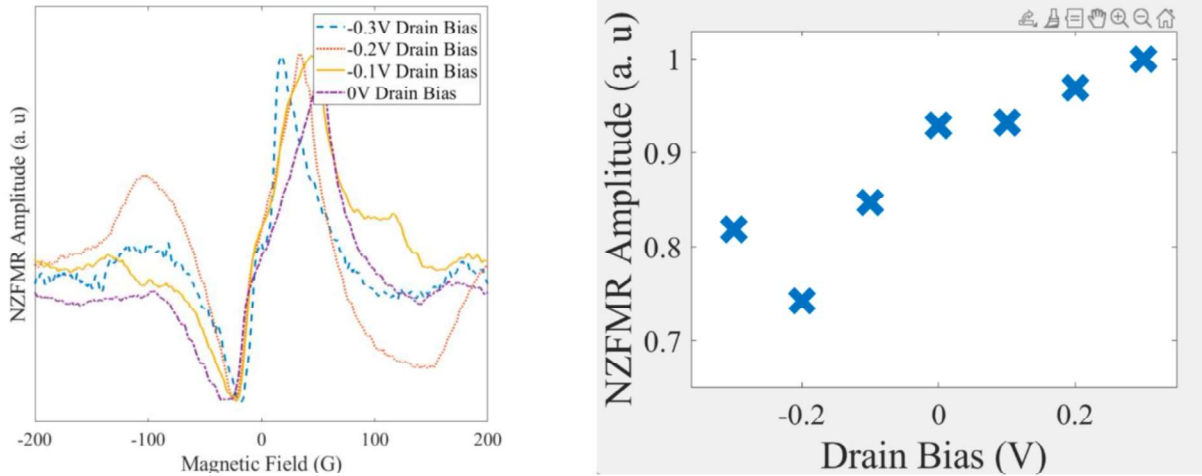 -0.3V Drain Bias
-0.2V Drain Bias
-0.1V Drain Bias
0V Drain Bias
NZFMR Amplitude (a. u)
-200
-100
0
100
200
Magnetic Field (G)
NZFMR Amplitude (a. u)
1
0.9
0.8
0.7
-0.2
0
0.2
Drain Bias (V)